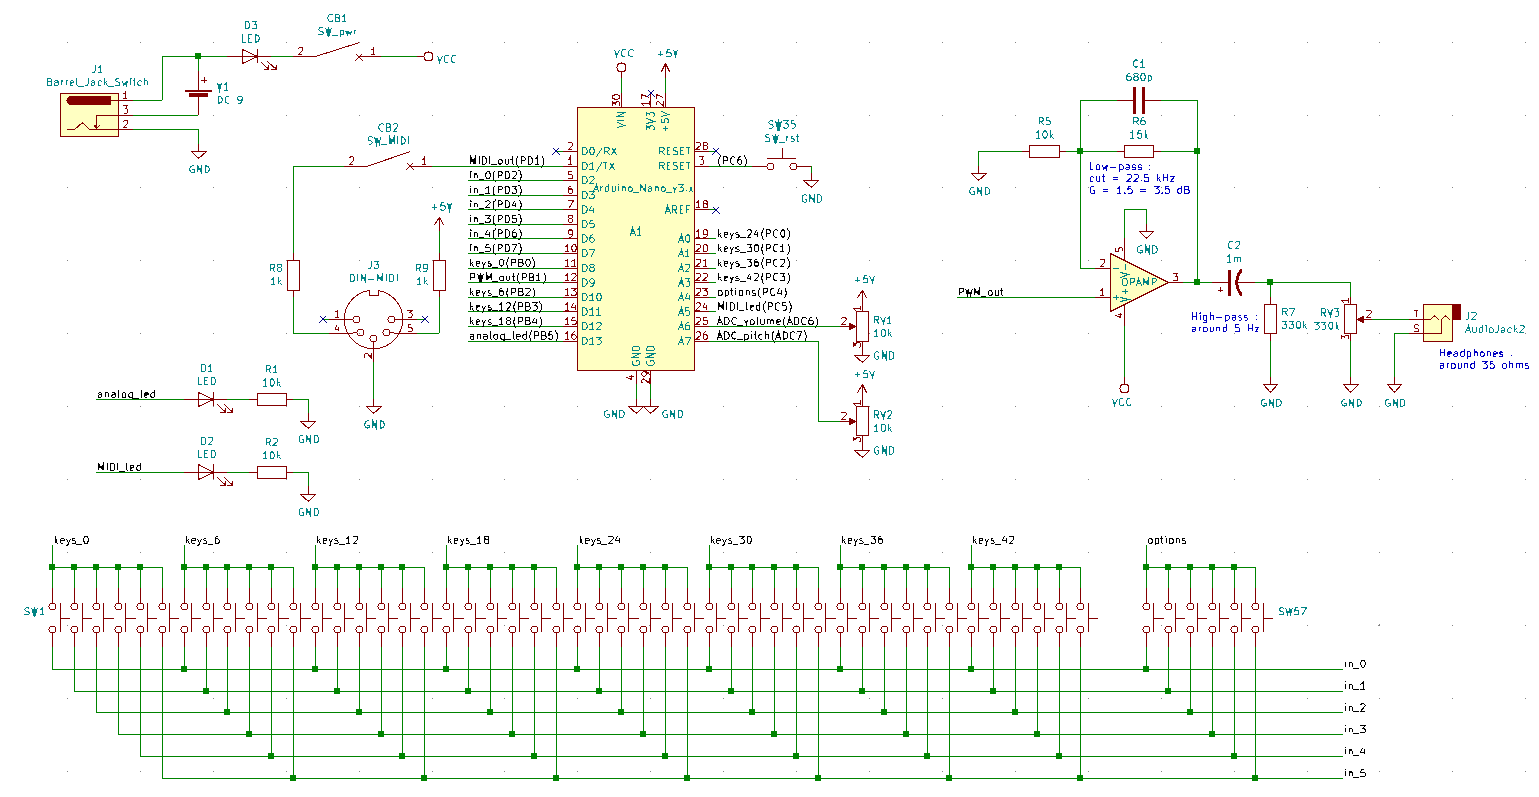 D3
LED
CB1
SW_pwr
2
1
VCC
J1
Barrel_Jack_Switch
1
3
2
+
V1
DC 9
GND
CB2
SW_MIDI
2
1
R8
1k
J3
DIN-MIDI
1
3
4
5
2
+5V
R9
1k
GND
D1
LED
R1
10k
analog_led
GND
D2
LED
R2
10k
MIDI_led
GND
VCC
+5V
30
17
27
VIN
3V3
+5V
Arduino_Nano_v3.x
A1
2 D0/RX
MIDI_out(PD1) 1 D1/TX
in_0(PD2) 5 D2
in_1(PD3) 6 D3
in_2(PD4) 7 D4
in_3(PD5) 8 D5
in_4(PD6) 9 D6
in_5(PD7) 10 D7
keys_0(PB0) 11 D8
PWM_out(PB1) 12 D9
keys_6(PB2) 13 D10
keys_12(PB3) 14 D11
keys_18(PB4) 15 D12
analog_led(PB5) 16 D13
RESET 28
RESET 3 (PC6)
AREF 18
A0 19 keys_24(PC0)
A1 20 keys_30(PC1)
A2 21 keys_36(PC2)
A3 22 keys_42(PC3)
A4 23 options(PC4)
A5 24 MIDI_led(PC5)
A6 25 ADC_volume(ADC6)
A7 26 ADC_pitch(ADC7)
GND
GND
4
29
GND
GND
SW35
SW_rst
GND
+5V
1
2
3
RV1
10k
GND
+5V
1
2
3
RV2
10k
GND
C1
680p
R5
10k
R6
15k
GND
Low-pass :
cut = 22.5 kHz
G = 1.5 = 3.5 dB
GND
5
2
OPAMP
3
1
4
PWM_out
VCC
C2
1m
+
High-pass :
around 5 Hz
R7
330k
GND
RV3
330k
1
2
3
GND
T
S
J2
AudioJack2
GND
Headphones :
around 35 ohms
keys_0
keys_6
keys_12
keys_18
keys_24
keys_30
keys_36
keys_42
options
SW1
SW57
in_0
in_1
in_2
in_3
in_4
in_5